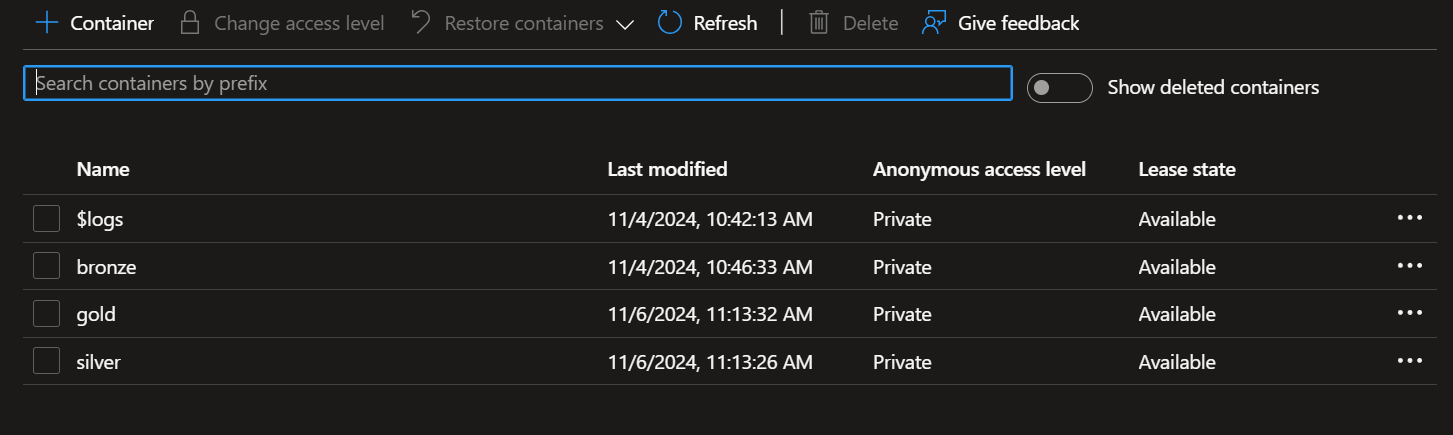 Container Change access level Restore containers Refresh Delete Give feedback
Search containers by prefix Show deleted containers
Name Last modified Anonymous access level Lease state
$logs 11/4/2024, 10:42:13 AM Private Available
bronze 11/4/2024, 10:46:33 AM Private Available
gold 11/6/2024, 11:13:32 AM Private Available
silver 11/6/2024, 11:13:26 AM Private Available